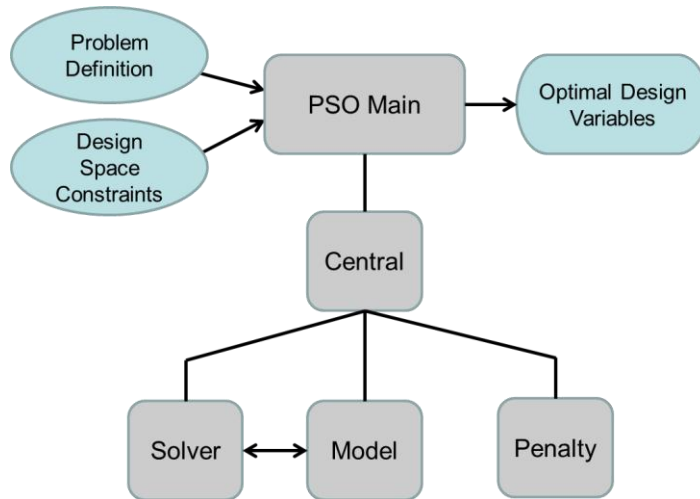 Problem
Definition
PSO Main
Optimal Design
Variables
Design
Space
Constraints
Central
Solver
Model
Penalty